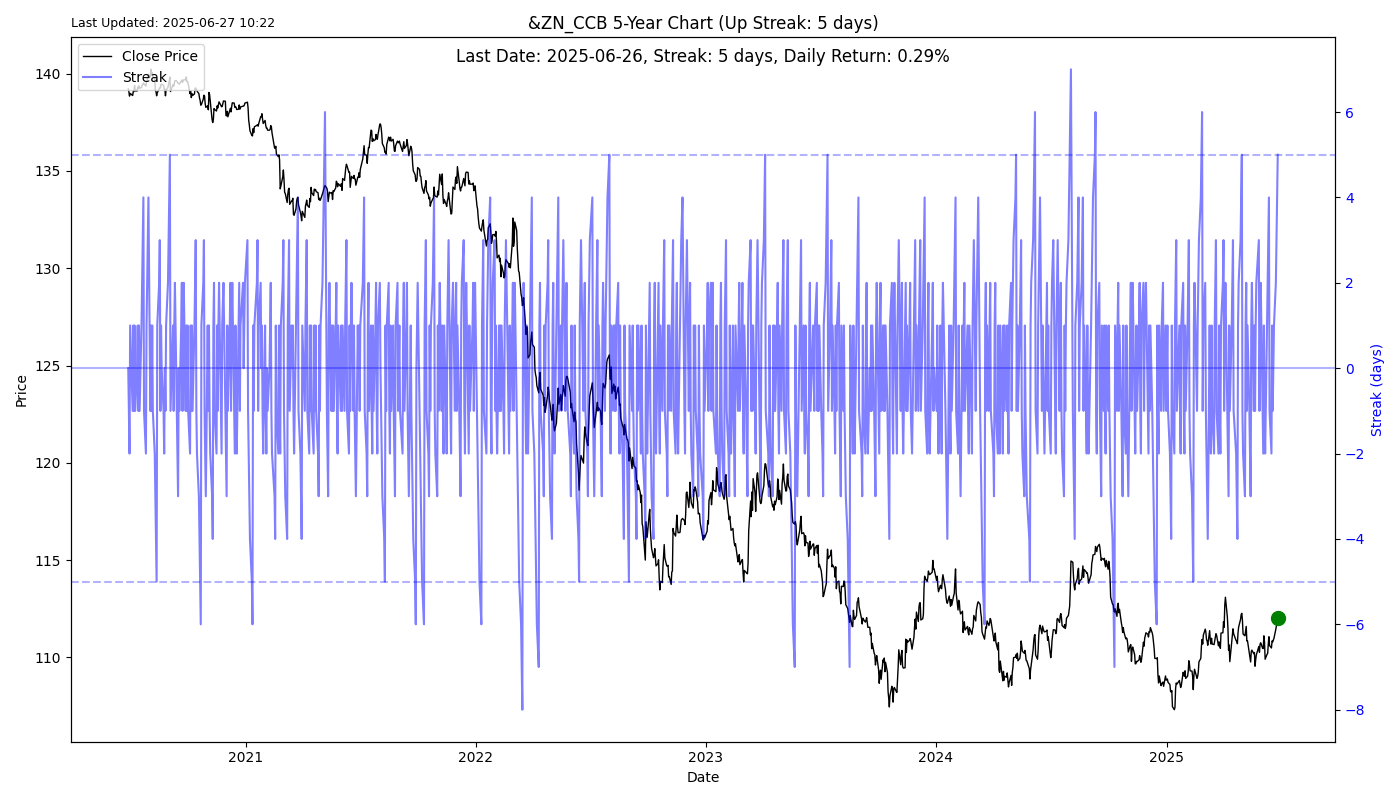 Last Updated: 2025-06-27 10:22
&ZN_CCB 5-Year Chart (Up Streak: 5 days)
Last Date: 2025-06-26, Streak: 5 days, Daily Return: 0.29%
Close Price
Streak
140
135
130
125
120
115
110
Price
6
4
2
0
−2
−4
−6
−8
Streak (days)
2021
2022
2023
2024
2025
Date